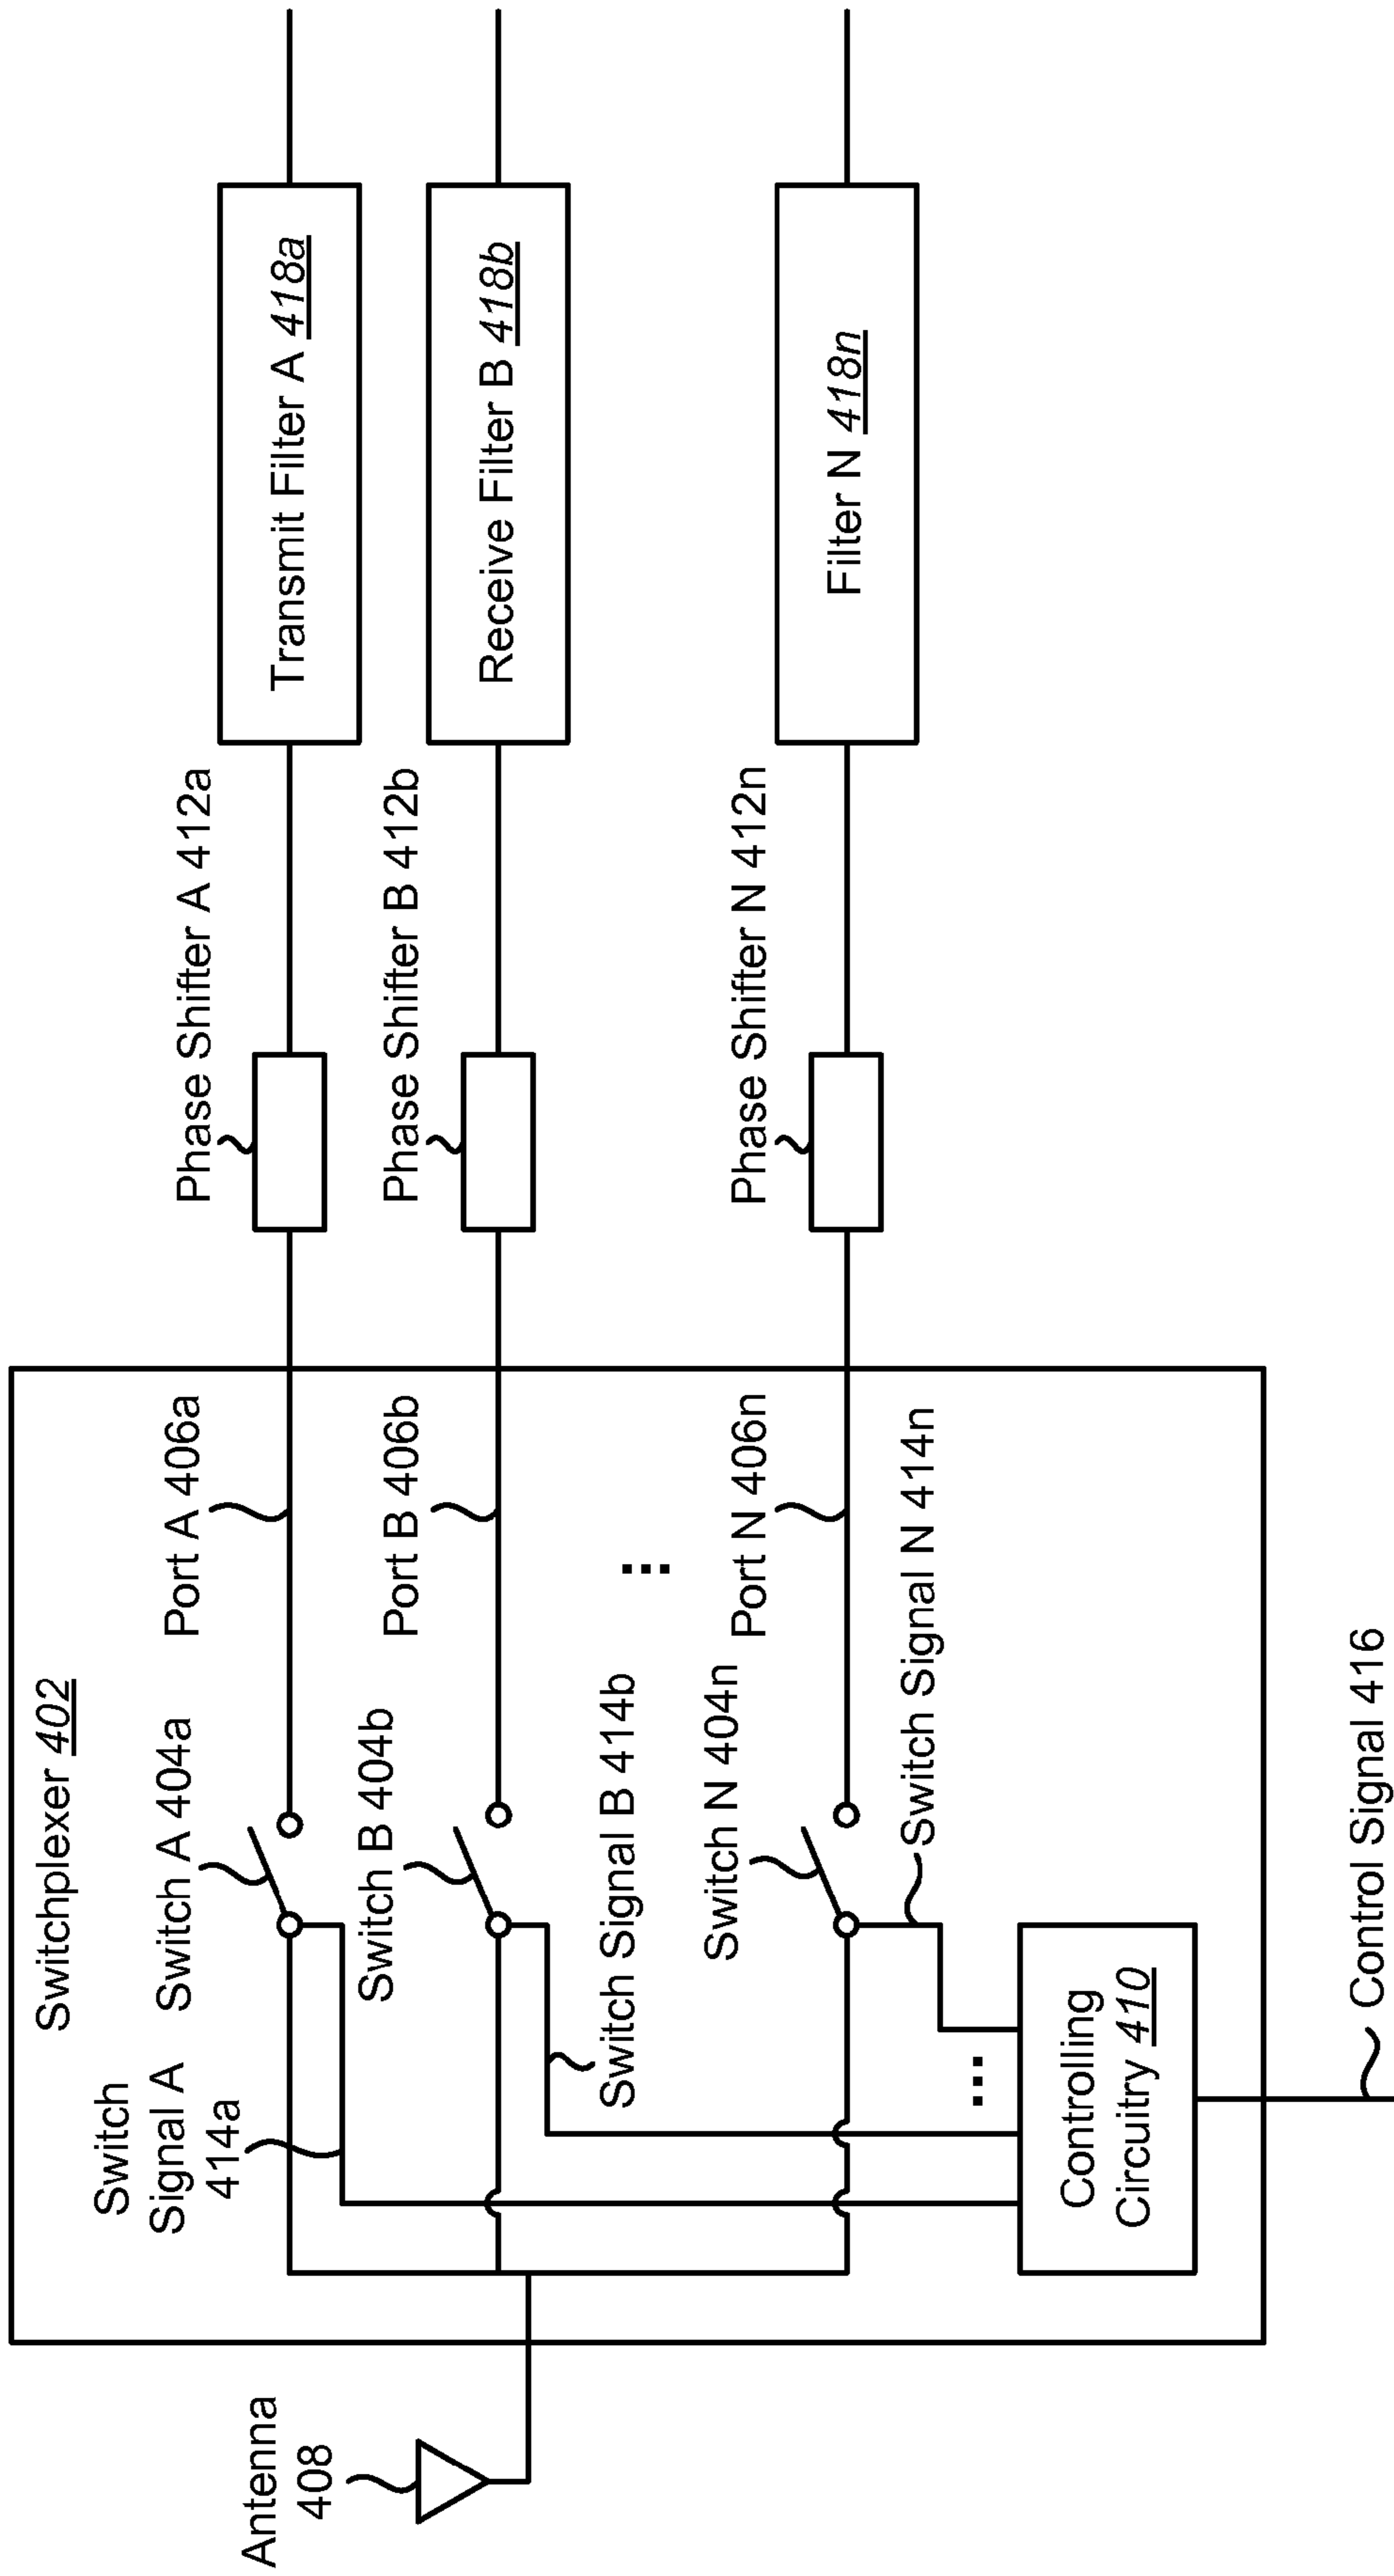 Switchplexer 402
Switch
Signal A
414a
Switch A 404a
Port A 406a
Phase Shifter A 412a
Transmit Filter A 418a
Switch B 404b
Port B 406b
Phase Shifter B 412b
Receive Filter B 418b
Antenna
408
Switch Signal B 414b
...
Switch N 404n
Port N 406n
Phase Shifter N 412n
Filter N 418n
Switch Signal N 414n
...
Controlling
Circuitry 410
Control Signal 416